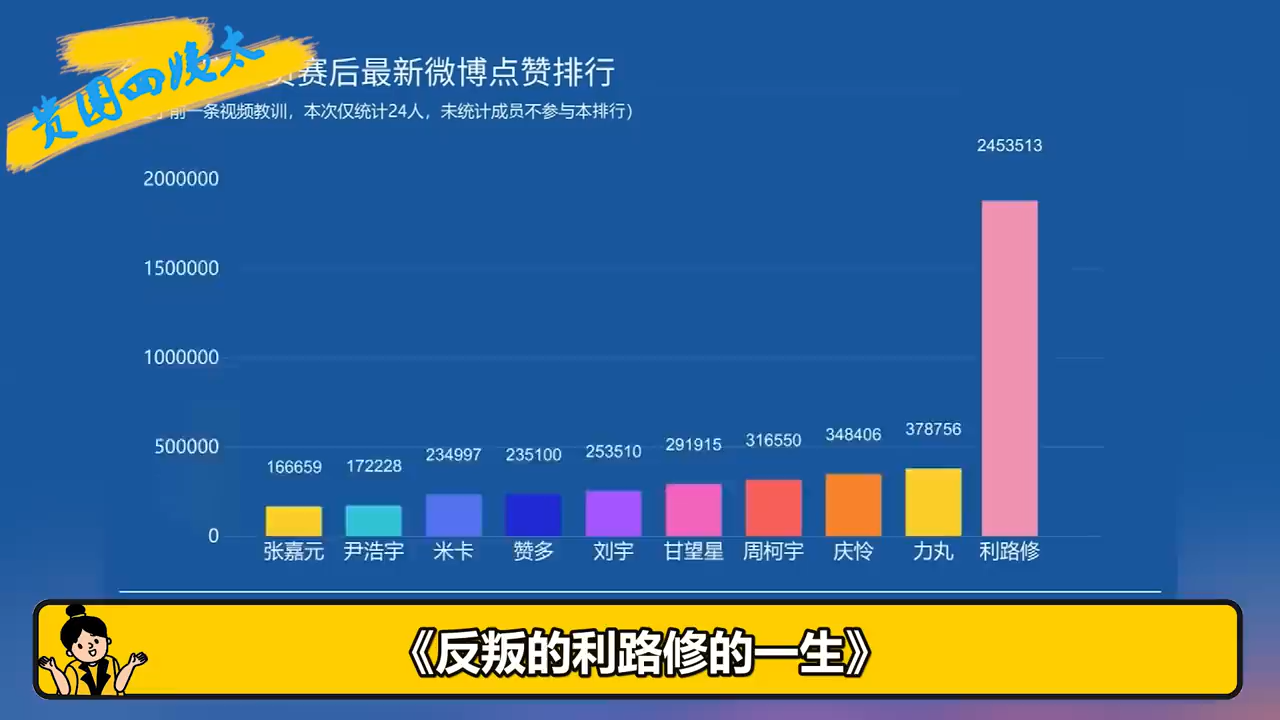 贵圈四姨太
员赛后最新微博点赞排行
前一条视频教训，本次仅统计24人，未统计成员不参与本排行）
2453513
2000000
1500000
1000000
500000
0
166659
172228
234997
235100
253510
291915
316550
348406
378756
张嘉元
尹浩宇
米卡
赞多
刘宇
甘望星
周柯宇
庆怜
力丸
利路修
《反叛的利路修的一生》